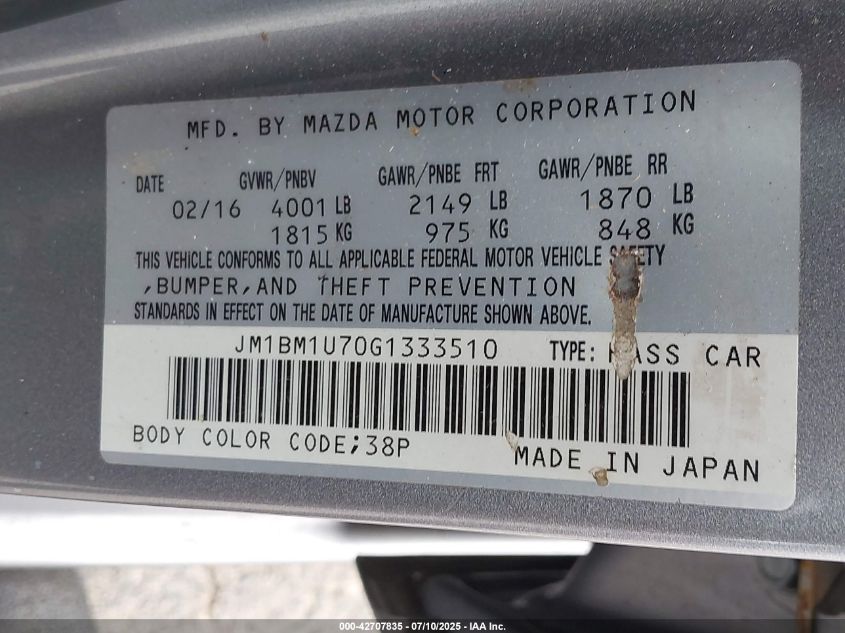 MFD. BY MAZDA MOTOR CORPORATION
DATE GVWR/PNBV GAWR/PNBE FRT GAWR/PNBE RR
02/16 4001 LB 2149 LB 1870 LB
1815 KG 975 KG 848 KG
THIS VEHICLE CONFORMS TO ALL APPLICABLE FEDERAL MOTOR VEHICLE SAFETY
,BUMPER,AND THEFT PREVENTION
STANDARDS IN EFFECT ON THE DATE OF MANUFACTURE SHOWN ABOVE.
JM1BM1U70G1333510 TYPE: PASS CAR
BODY COLOR CODE;38P
MADE IN JAPAN
000-42707835 - 07/10/2025 - IAA Inc.